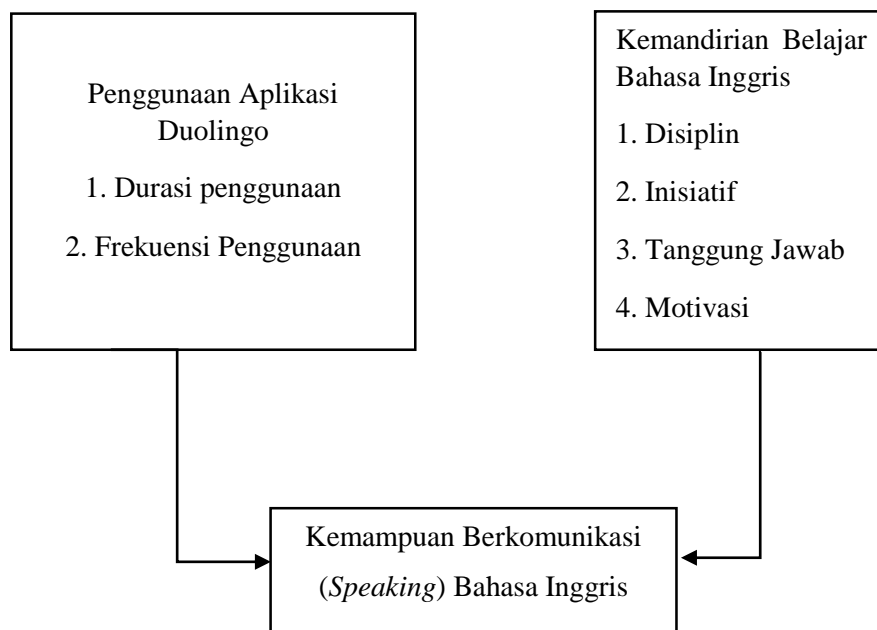 Penggunaan Aplikasi
Duolingo
1. Durasi penggunaan
2. Frekuensi Penggunaan
Kemandirian Belajar
Bahasa Inggris
1. Disiplin
2. Inisiatif
3. Tanggung Jawab
4. Motivasi
Kemampuan Berkomunikasi
(Speaking) Bahasa Inggris